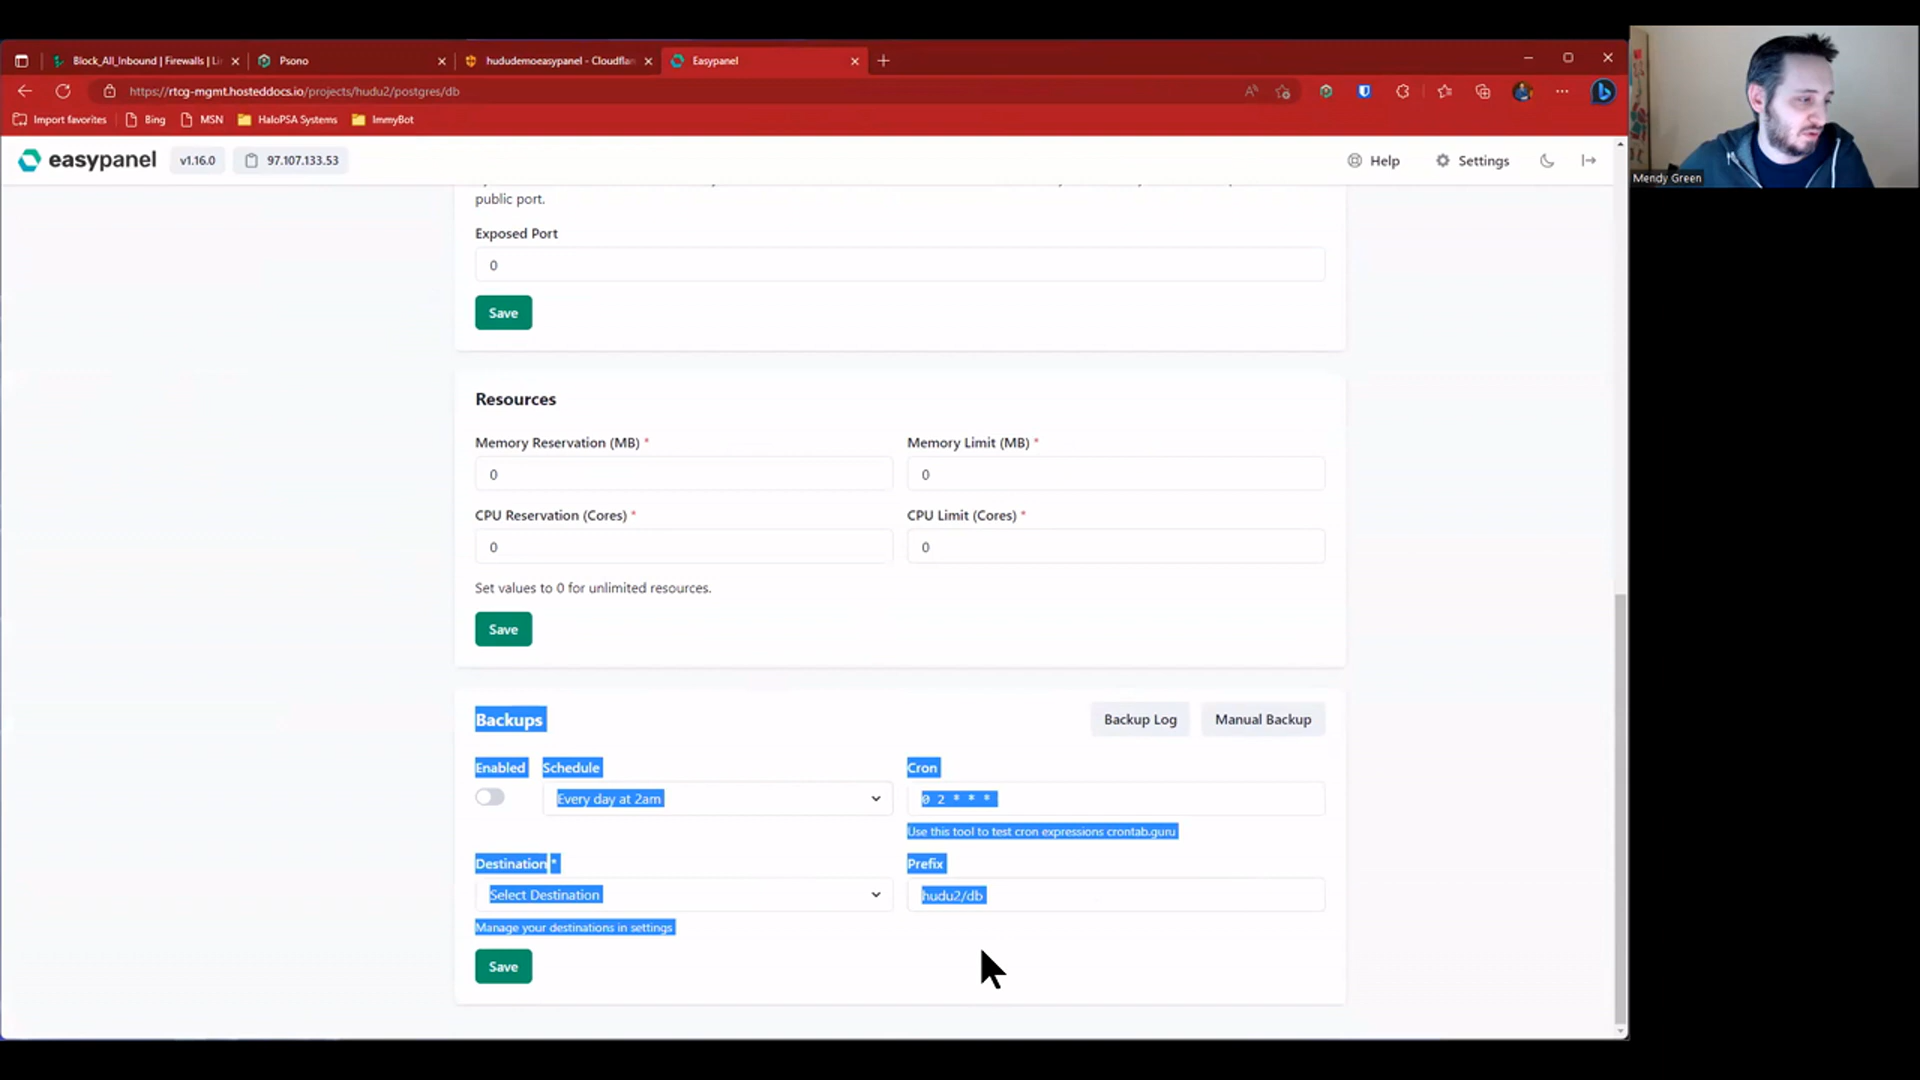 Block_All_Inbound | Firewalls | Li
Psono
hududemoeasypanel - Cloudflar
Easypanel
https://rtcg-mgmt.hosteddocs.io/projects/hudu2/postgres/db
Import favorites
Bing
MSN
HaloPSA Systems
ImmyBot
Mendy Green
easypanel
v1.16.0
97.107.133.53
Help
Settings
public port.
Exposed Port
0
Save
Resources
Memory Reservation (MB) *
Memory Limit (MB) *
0
0
CPU Reservation (Cores) *
CPU Limit (Cores) *
0
0
Set values to 0 for unlimited resources.
Save
Backups
Backup Log
Manual Backup
Enabled
Schedule
Cron
Every day at 2am
0 2 * * *
Use this tool to test cron expressions crontab.guru
Destination *
Prefix
Select Destination
hudu2/db
Manage your destinations in settings
Save